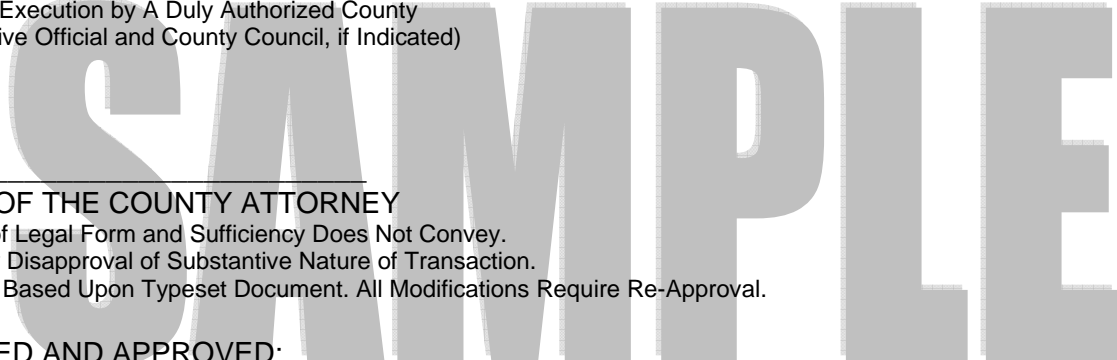 Execution by A Duly Authorized County
ive Official and County Council, if Indicated)
SAMPLE
OF THE COUNTY ATTORNEY
of Legal Form and Sufficiency Does Not Convey.
Disapproval of Substantive Nature of Transaction.
Based Upon Typeset Document. All Modifications Require Re-Approval.
ED AND APPROVED: